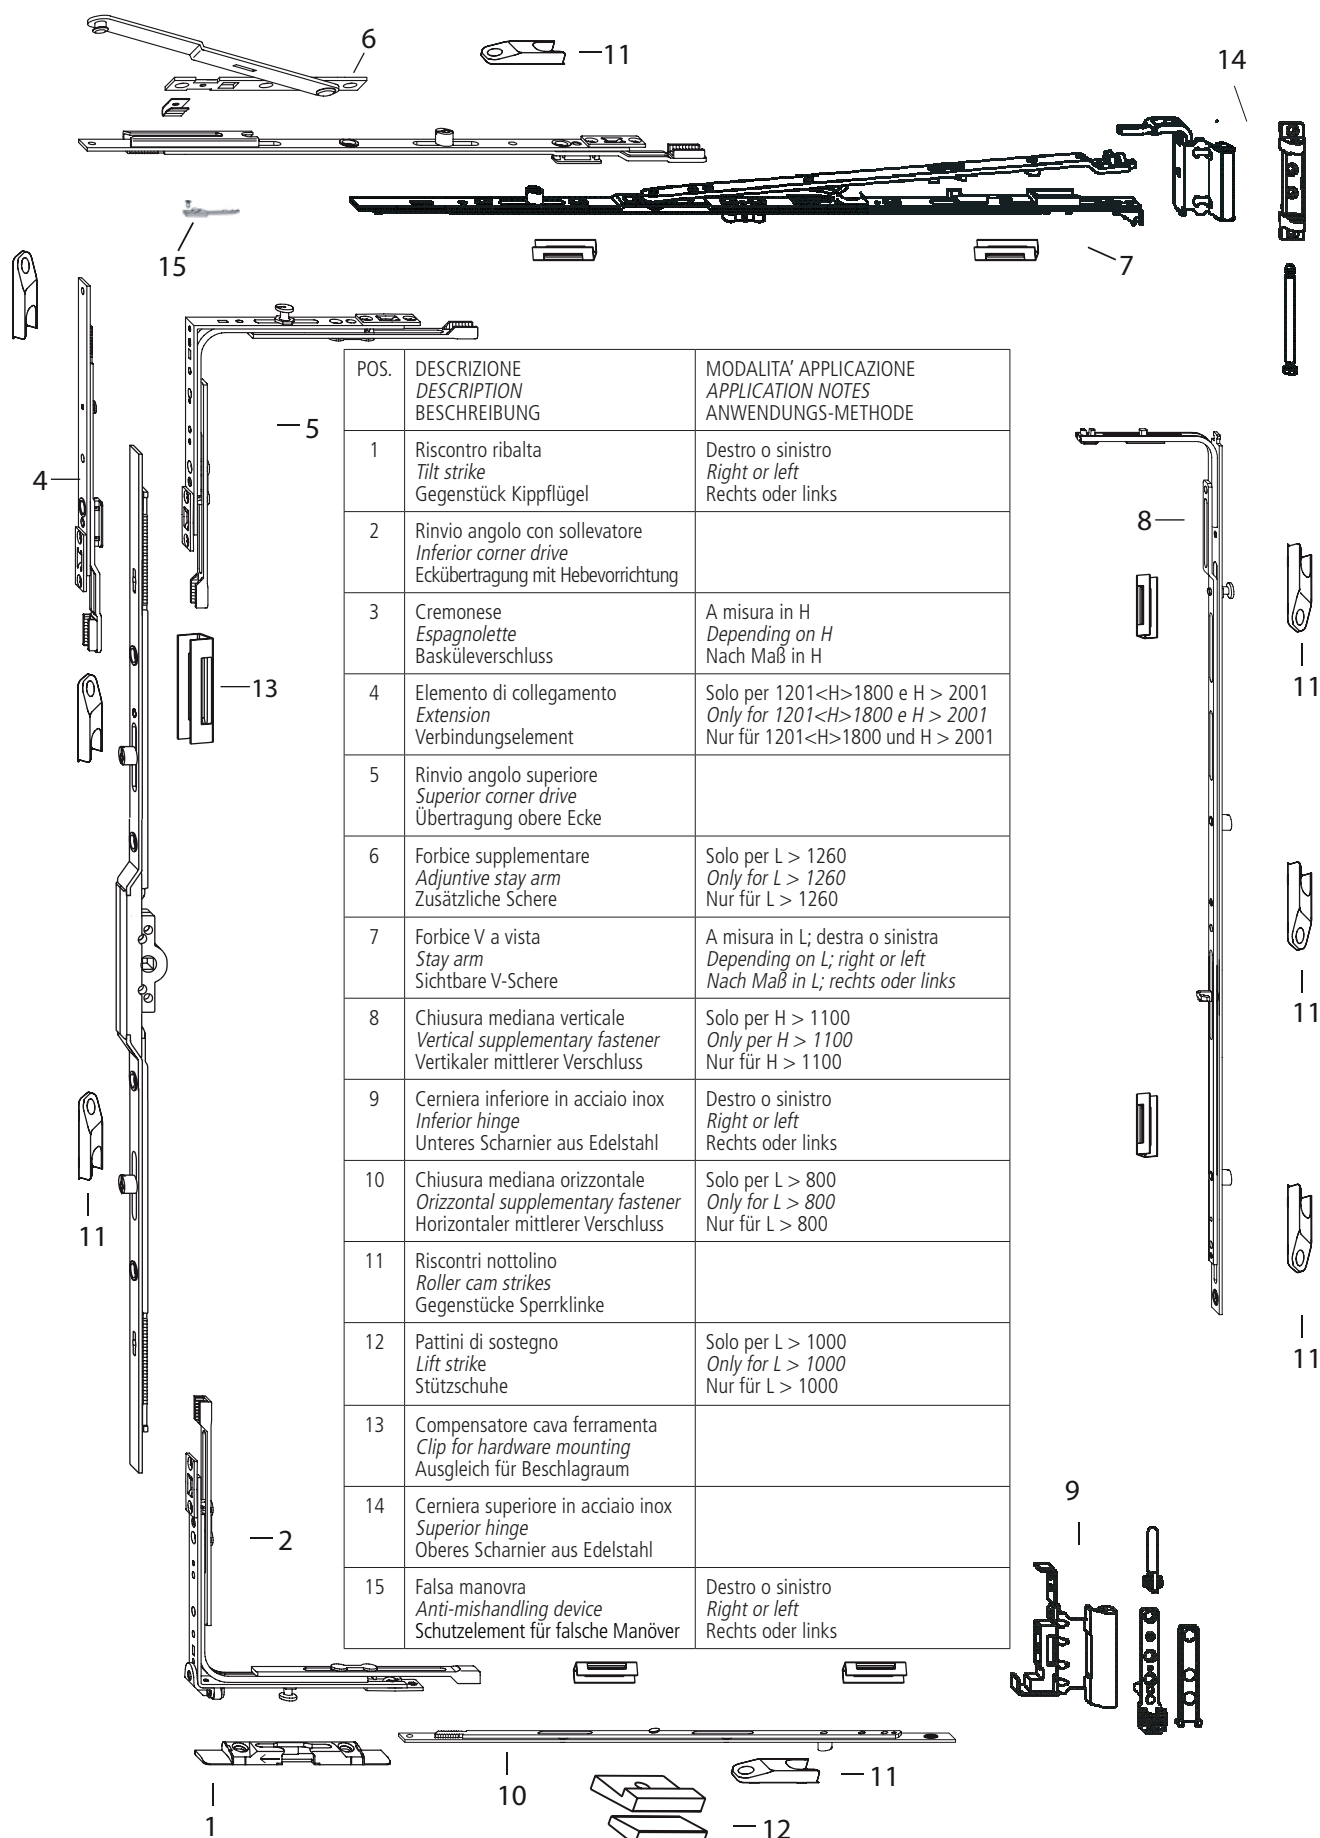 6
11
14
15
7
POS.
DESCRIZIONE
DESCRIPTION
BESCHREIBUNG
MODALITA’ APPLICAZIONE
APPLICATION NOTES
ANWENDUNGS-METHODE
1
Riscontro ribalta
Tilt strike
Gegenstück Kippflügel
Destro o sinistro
Right or left
Rechts oder links
2
Rinvio angolo con sollevatore
Inferior corner drive
Eckübertragung mit Hebevorrichtung
3
Cremonese
Espagnolette
Basküleverschluss
A misura in H
Depending on H
Nach Maß in H
4
Elemento di collegamento
Extension
Verbindungselement
Solo per 1201<H>1800 e H > 2001
Only for 1201<H>1800 e H > 2001
Nur für 1201<H>1800 und H > 2001
5
Rinvio angolo superiore
Superior corner drive
Übertragung obere Ecke
6
Forbice supplementare
Adjuntive stay arm
Zusätzliche Schere
Solo per L > 1260
Only for L > 1260
Nur für L > 1260
7
Forbice V a vista
Stay arm
Sichtbare V-Schere
A misura in L; destra o sinistra
Depending on L; right or left
Nach Maß in L; rechts oder links
8
Chiusura mediana verticale
Vertical supplementary fastener
Vertikaler mittlerer Verschluss
Solo per H > 1100
Only per H > 1100
Nur für H > 1100
9
Cerniera inferiore in acciaio inox
Inferior hinge
Unteres Scharnier aus Edelstahl
Destro o sinistro
Right or left
Rechts oder links
10
Chiusura mediana orizzontale
Orizzontal supplementary fastener
Horizontaler mittlerer Verschluss
Solo per L > 800
Only for L > 800
Nur für L > 800
11
Riscontri nottolino
Roller cam strikes
Gegenstücke Sperrklinke
12
Pattini di sostegno
Lift strike
Stützschuhe
Solo per L > 1000
Only for L > 1000
Nur für L > 1000
13
Compensatore cava ferramenta
Clip for hardware mounting
Ausgleich für Beschlagraum
14
Cerniera superiore in acciaio inox
Superior hinge
Oberes Scharnier aus Edelstahl
15
Falsa manovra
Anti-mishandling device
Schutzelement für falsche Manöver
Destro o sinistro
Right or left
Rechts oder links
5
4
8
13
11
11
11
11
9
2
1
10
11
12